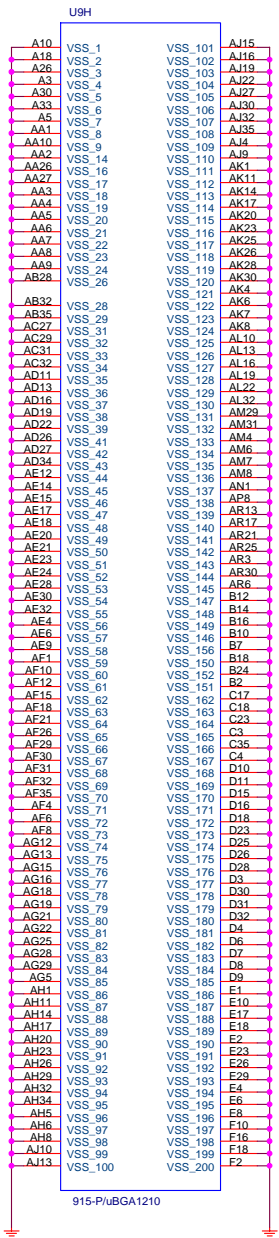 U9H
A10 VSS_1 VSS_101 AJ15
A18 VSS_2 VSS_102 AJ16
A26 VSS_3 VSS_103 AJ19
A3 VSS_4 VSS_104 AJ22
A30 VSS_5 VSS_105 AJ27
A33 VSS_6 VSS_106 AJ30
A5 VSS_7 VSS_107 AJ32
AA1 VSS_8 VSS_108 AJ35
AA10 VSS_9 VSS_109 AJ4
AA2 VSS_14 VSS_110 AJ9
AA26 VSS_16 VSS_111 AK1
AA27 VSS_17 VSS_112 AK11
AA3 VSS_18 VSS_113 AK14
AA4 VSS_19 VSS_114 AK17
AA5 VSS_20 VSS_115 AK20
AA6 VSS_21 VSS_116 AK23
AA7 VSS_22 VSS_117 AK25
AA8 VSS_23 VSS_118 AK26
AA9 VSS_24 VSS_119 AK28
AB28 VSS_26 VSS_120 AK30
VSS_121 AK4
AB32 VSS_28 VSS_122 AK6
AB35 VSS_29 VSS_123 AK7
AC27 VSS_31 VSS_124 AK8
AC29 VSS_32 VSS_125 AL10
AC31 VSS_33 VSS_126 AL13
AC32 VSS_34 VSS_127 AL16
AD11 VSS_35 VSS_128 AL19
AD13 VSS_36 VSS_129 AL22
AD16 VSS_37 VSS_130 AL32
AD19 VSS_38 VSS_131 AM29
AD22 VSS_39 VSS_132 AM31
AD26 VSS_41 VSS_133 AM4
AD27 VSS_42 VSS_134 AM6
AD34 VSS_43 VSS_135 AM7
AE12 VSS_44 VSS_136 AM8
AE14 VSS_45 VSS_137 AN1
AE15 VSS_46 VSS_138 AP8
AE17 VSS_47 VSS_139 AR13
AE18 VSS_48 VSS_140 AR17
AE20 VSS_49 VSS_141 AR21
AE21 VSS_50 VSS_142 AR25
AE23 VSS_51 VSS_143 AR3
AE24 VSS_52 VSS_144 AR30
AE28 VSS_53 VSS_145 AR6
AE30 VSS_54 VSS_147 B12
AE32 VSS_55 VSS_148 B14
AE4 VSS_56 VSS_149 B16
AE6 VSS_57 VSS_146 B10
AE9 VSS_58 VSS_156 B7
AF1 VSS_59 VSS_150 B18
AF10 VSS_60 VSS_152 B24
AF12 VSS_61 VSS_151 B2
AF15 VSS_62 VSS_162 C17
AF18 VSS_63 VSS_163 C18
AF21 VSS_64 VSS_164 C23
AF26 VSS_65 VSS_165 C3
AF29 VSS_66 VSS_166 C35
AF30 VSS_67 VSS_167 C4
AF31 VSS_68 VSS_168 D10
AF32 VSS_69 VSS_169 D11
AF35 VSS_70 VSS_170 D15
AF4 VSS_71 VSS_171 D16
AF6 VSS_72 VSS_172 D18
AF8 VSS_73 VSS_173 D23
AG12 VSS_74 VSS_174 D25
AG13 VSS_75 VSS_175 D26
AG15 VSS_76 VSS_176 D28
AG16 VSS_77 VSS_177 D3
AG18 VSS_78 VSS_178 D30
AG19 VSS_79 VSS_179 D31
AG21 VSS_80 VSS_180 D32
AG22 VSS_81 VSS_181 D4
AG25 VSS_82 VSS_182 D6
AG28 VSS_83 VSS_183 D7
AG29 VSS_84 VSS_184 D8
AG5 VSS_85 VSS_185 D9
AH1 VSS_86 VSS_186 E1
AH11 VSS_87 VSS_187 E10
AH14 VSS_88 VSS_188 E17
AH17 VSS_89 VSS_189 E18
AH20 VSS_90 VSS_190 E2
AH23 VSS_91 VSS_191 E23
AH26 VSS_92 VSS_192 E26
AH29 VSS_93 VSS_193 E29
AH32 VSS_94 VSS_194 E4
AH34 VSS_95 VSS_195 E6
AH5 VSS_96 VSS_196 E8
AH6 VSS_97 VSS_197 F10
AH8 VSS_98 VSS_198 F16
AJ10 VSS_99 VSS_199 F18
AJ13 VSS_100 VSS_200 F2
915-P/uBGA1210